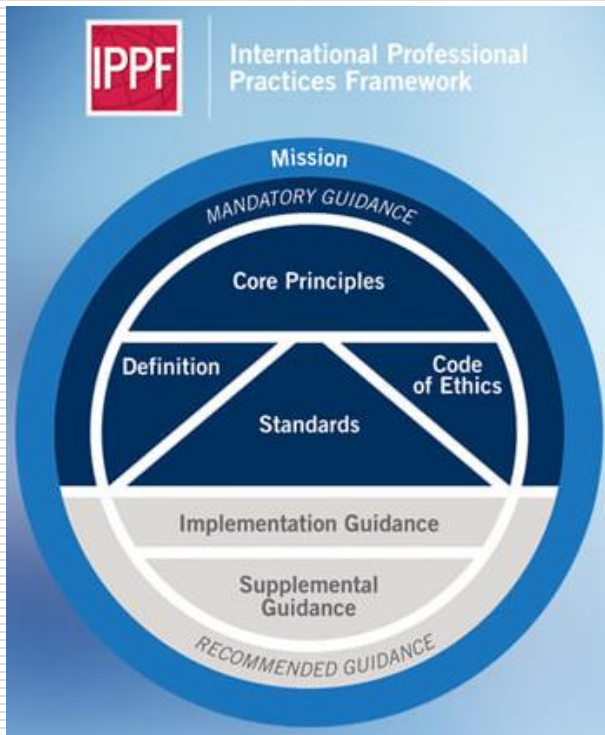 IPPF
International Professional
Practices Framework
Mission
MANDATORY GUIDANCE
Core Principles
Definition
Code
of Ethics
Standards
Implementation Guidance
Supplemental
Guidance
RECOMMENDED GUIDANCE